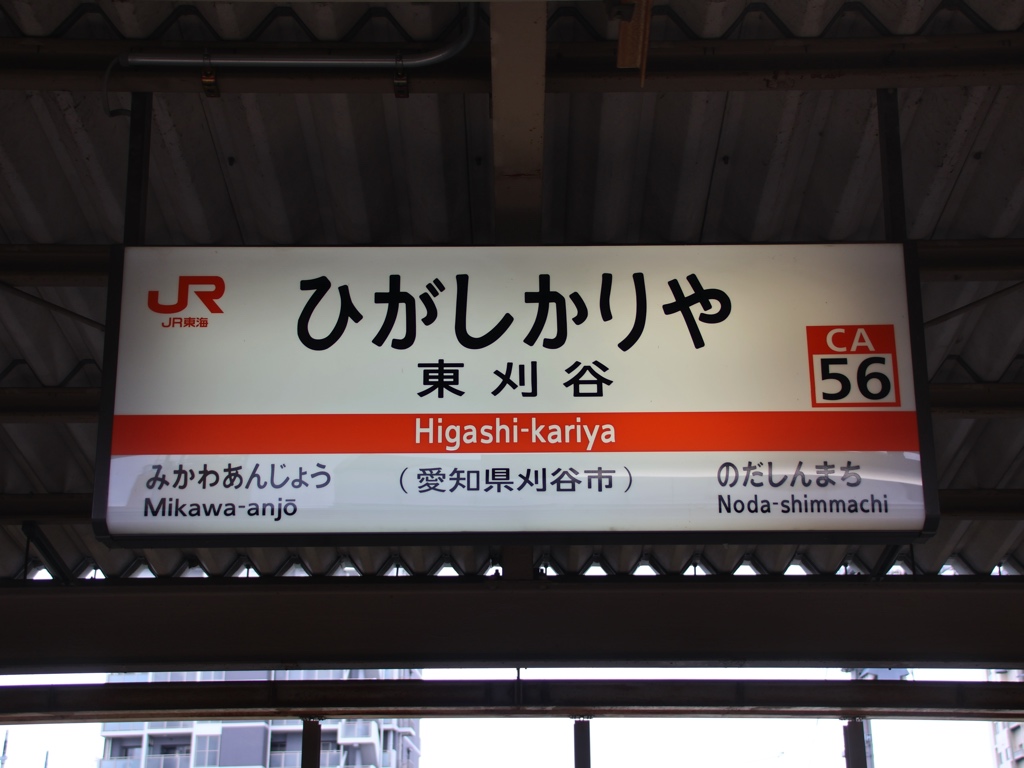 JR
JR東海
ひがしかりや
東刈谷
CA
56
Higashi-kariya
みかわあんじょう
Mikawa-anjō
（愛知県刈谷市）
のだしんまち
Noda-shimmachi